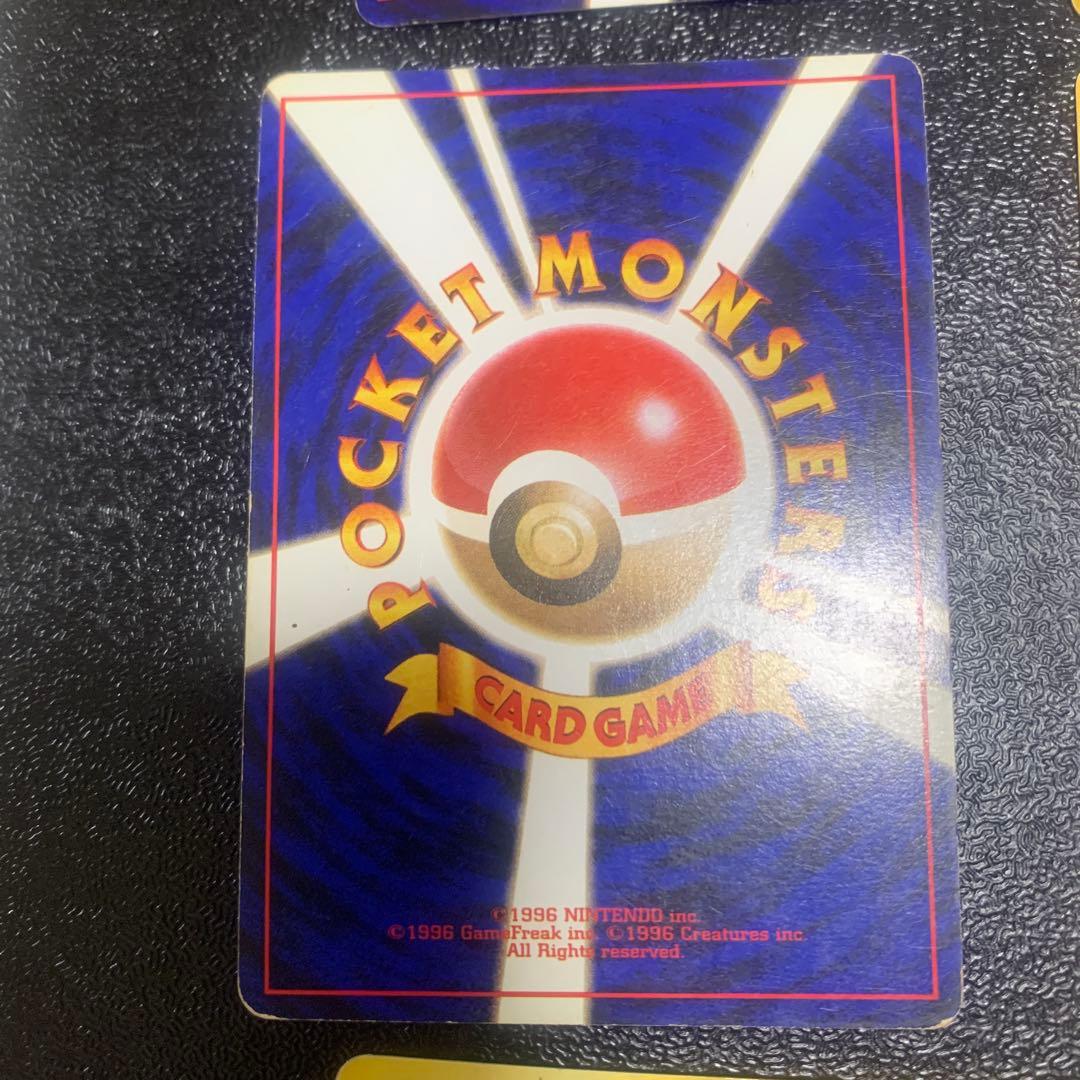 POCKET MONSTERS
CARD GAME
©1996 NINTENDO inc.
©1996 GameFreak inc. ©1996 Creatures inc.
All Rights reserved.